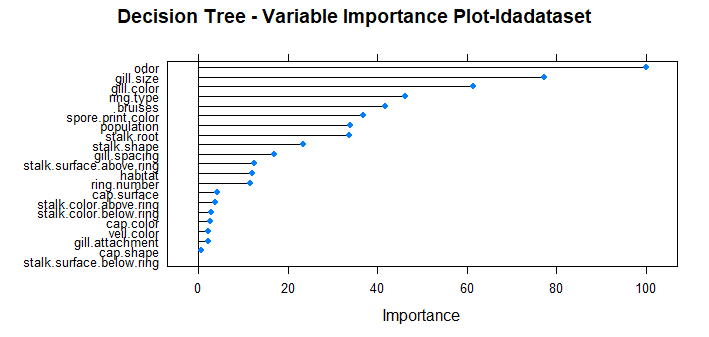 Decision Tree - Variable Importance Plot-ldadataset
odor
gill.size
gill.color
ring.type
bruises
spore.print.color
population
stalk.root
stalk.shape
gill.spacing
stalk.surface.above.ring
habitat
ring.number
cap.surface
stalk.color.above.ring
stalk.color.below.ring
cap.color
veil.color
gill.attachment
cap.shape
stalk.surface.below.ring
0 20 40 60 80 100
Importance